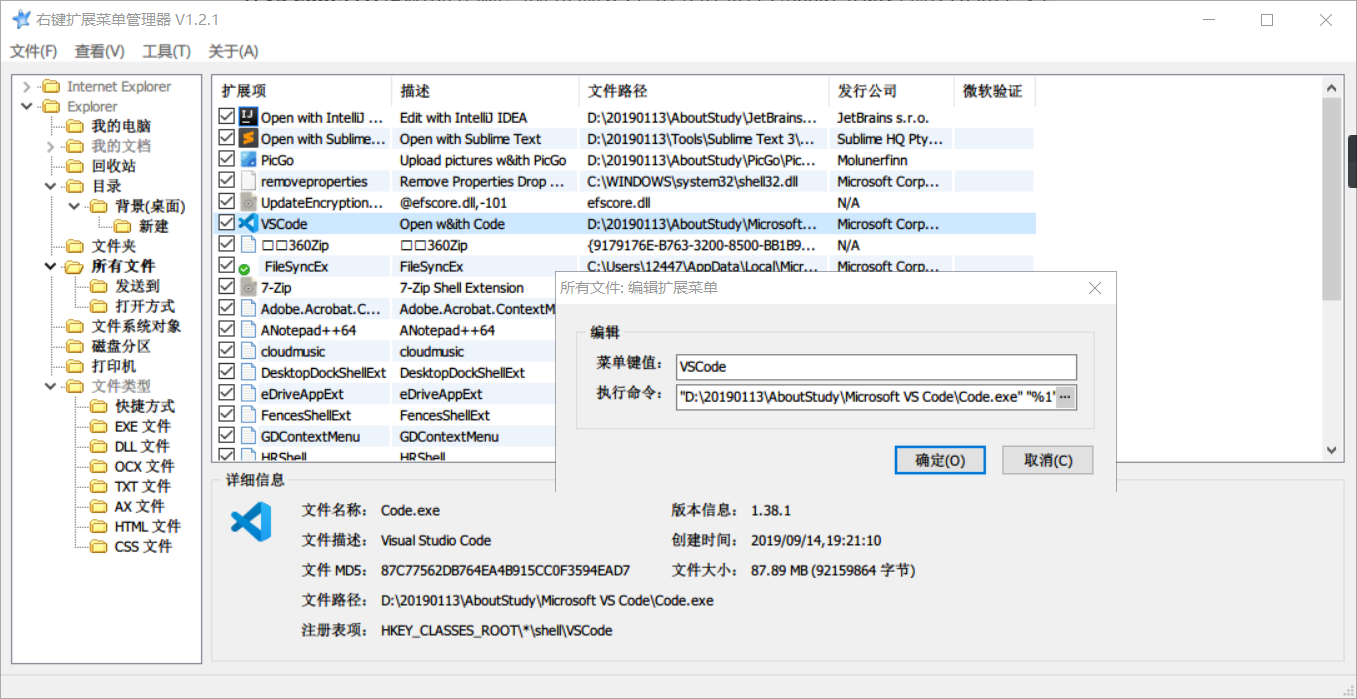 右键扩展菜单管理器 V1.2.1
文件(F) 查看(V) 工具(T) 关于(A)
Internet Explorer
Explorer
我的电脑
我的文档
回收站
目录
背景(桌面)
新建
文件夹
所有文件
发送到
打开方式
文件系统对象
磁盘分区
打印机
文件类型
快捷方式
EXE 文件
DLL 文件
OCX 文件
TXT 文件
AX 文件
HTML 文件
CSS 文件
扩展项 描述 文件路径 发行公司 微软验证
Open with IntelliJ ... Edit with IntelliJ IDEA D:\20190113\AboutStudy\JetBrains... JetBrains s.r.o.
Open with Sublime... Open with Sublime Text D:\20190113\Tools\Sublime Text 3\... Sublime HQ Pty...
PicGo Upload pictures w&ith PicGo D:\20190113\AboutStudy\PicGo\Pic... Molunerfinn
removeproperties Remove Properties Drop ... C:\WINDOWS\system32\shell32.dll Microsoft Corp...
UpdateEncryption... @efscore.dll,-101 efscore.dll N/A
VSCode Open w&ith Code D:\20190113\AboutStudy\Microsoft... Microsoft Corp...
□□360Zip □□360Zip {9179176E-B763-3200-8500-BB1B9... N/A
FileSyncEx FileSyncEx C:\Users\12447\AppData\Local\Micr... Microsoft Corp...
7-Zip 7-Zip Shell Extension
Adobe.Acrobat.C... Adobe.Acrobat.ContextM
ANotepad++64 ANotepad++64
cloudmusic cloudmusic
DesktopDockShellExt DesktopDockShellExt
eDriveAppExt eDriveAppExt
FencesShellExt FencesShellExt
GDContextMenu GDContextMenu
HRShell HRShell
所有文件: 编辑扩展菜单
编辑
菜单键值: VSCode
执行命令: "D:\20190113\AboutStudy\Microsoft VS Code\Code.exe" "%1" ...
确定(O) 取消(C)
详细信息
文件名称: Code.exe 版本信息: 1.38.1
文件描述: Visual Studio Code 创建时间: 2019/09/14,19:21:10
文件 MD5: 87C77562DB764EA4B915CC0F3594EAD7 文件大小: 87.89 MB (92159864 字节)
文件路径: D:\20190113\AboutStudy\Microsoft VS Code\Code.exe
注册表项: HKEY_CLASSES_ROOT\*\shell\VSCode